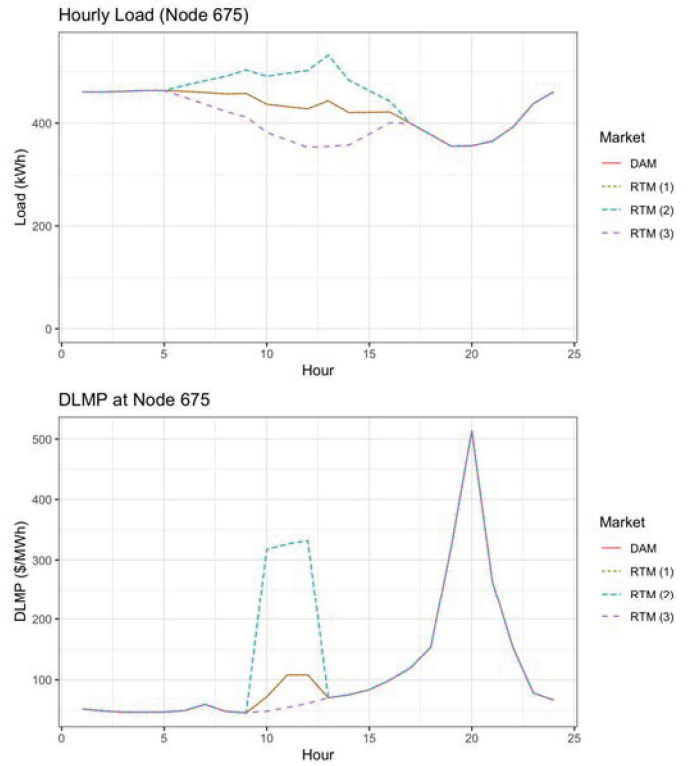 Hourly Load (Node 675)
Load (kWh)
400
200
0
0
5
10
15
20
25
Hour
Market
DAM
RTM (1)
RTM (2)
RTM (3)
DLMP at Node 675
DLMP ($/MWh)
500
400
300
200
100
0
5
10
15
20
25
Hour
Market
DAM
RTM (1)
RTM (2)
RTM (3)